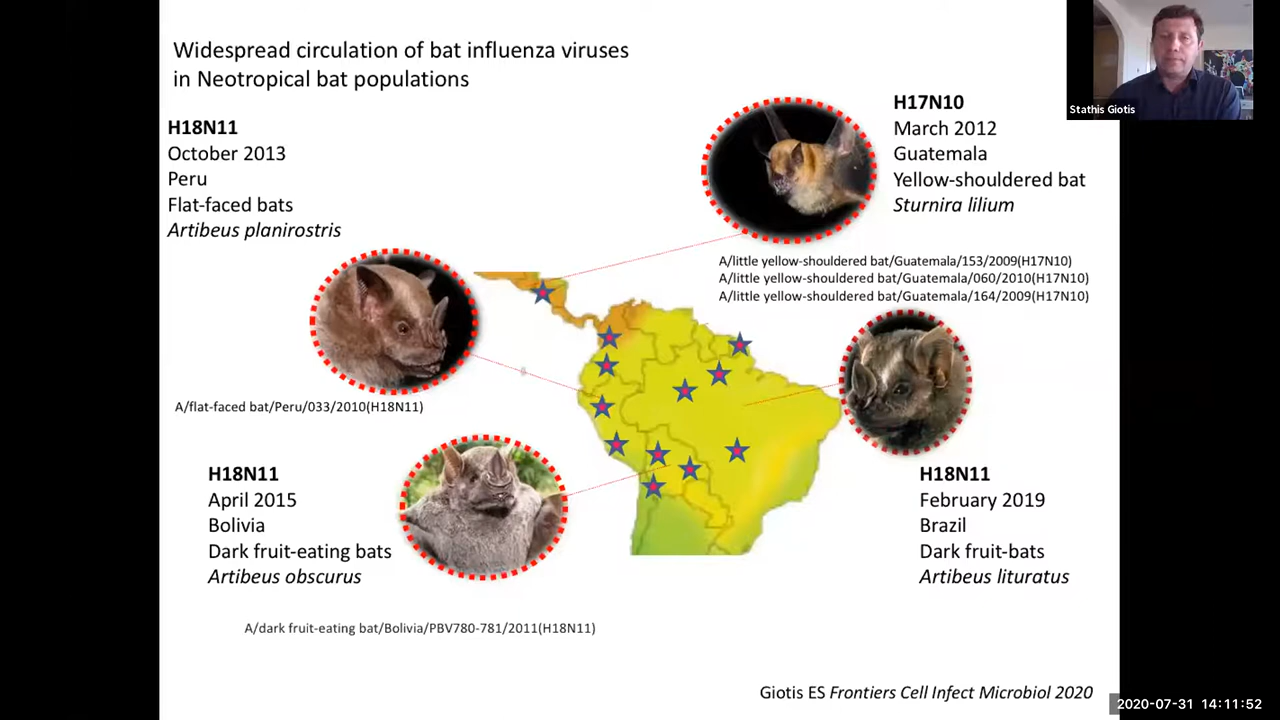 Widespread circulation of bat influenza viruses
in Neotropical bat populations
Stathis Giotis
H18N11
October 2013
Peru
Flat-faced bats
Artibeus planirostris
H17N10
March 2012
Guatemala
Yellow-shouldered bat
Sturnira lilium
A/little yellow-shouldered bat/Guatemala/153/2009(H17N10)
A/little yellow-shouldered bat/Guatemala/060/2010(H17N10)
A/little yellow-shouldered bat/Guatemala/164/2009(H17N10)
A/flat-faced bat/Peru/033/2010(H18N11)
H18N11
April 2015
Bolivia
Dark fruit-eating bats
Artibeus obscurus
H18N11
February 2019
Brazil
Dark fruit-bats
Artibeus lituratus
A/dark fruit-eating bat/Bolivia/PBV780-781/2011(H18N11)
Giotis ES Frontiers Cell Infect Microbiol 2020
2020-07-31 14:11:52